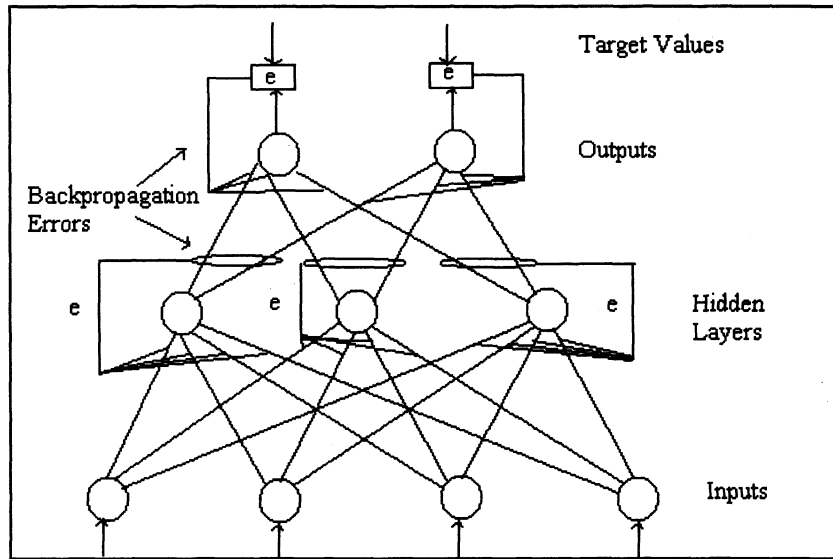 Target Values
e
e
Outputs
Backpropagation
Errors
e
e
e
Hidden
Layers
Inputs